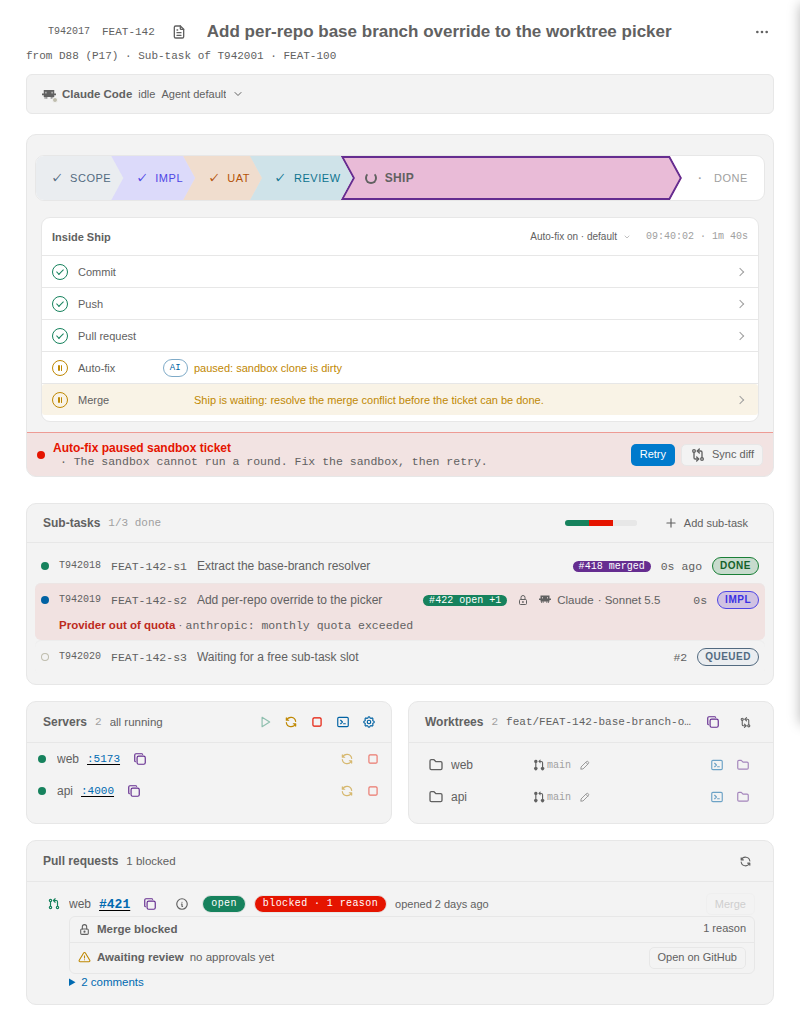 T942017 FEAT-142 Add per-repo base branch override to the worktree picker
from D88 (P17) · Sub-task of T942001 · FEAT-100
Claude Code idle Agent default
SCOPE IMPL UAT REVIEW SHIP DONE
Inside Ship Auto-fix on · default 09:40:02 · 1m 40s
Commit
Push
Pull request
Auto-fix AI paused: sandbox clone is dirty
Merge Ship is waiting: resolve the merge conflict before the ticket can be done.
Auto-fix paused sandbox ticket
· The sandbox cannot run a round. Fix the sandbox, then retry.
Retry Sync diff
Sub-tasks 1/3 done Add sub-task
T942018 FEAT-142-s1 Extract the base-branch resolver #418 merged 0s ago DONE
T942019 FEAT-142-s2 Add per-repo override to the picker #422 open +1 Claude · Sonnet 5.5 0s IMPL
Provider out of quota · anthropic: monthly quota exceeded
T942020 FEAT-142-s3 Waiting for a free sub-task slot #2 QUEUED
Servers 2 all running
web :5173
api :4000
Worktrees 2 feat/FEAT-142-base-branch-o…
web main
api main
Pull requests 1 blocked
web #421 open blocked · 1 reason opened 2 days ago Merge
Merge blocked 1 reason
Awaiting review no approvals yet Open on GitHub
2 comments